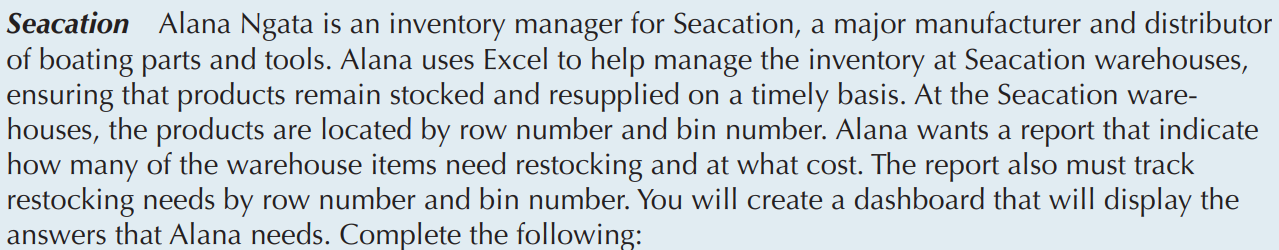 Seacation Alana Ngata is an inventory manager for Seacation, a major manufacturer and distributor
of boating parts and tools. Alana uses Excel to help manage the inventory at Seacation warehouses,
ensuring that products remain stocked and resupplied on a timely basis. At the Seacation ware-
houses, the products are located by row number and bin number. Alana wants a report that indicate
how many of the warehouse items need restocking and at what cost. The report also must track
restocking needs by row number and bin number. You will create a dashboard that will display the
answers that Alana needs. Complete the following: